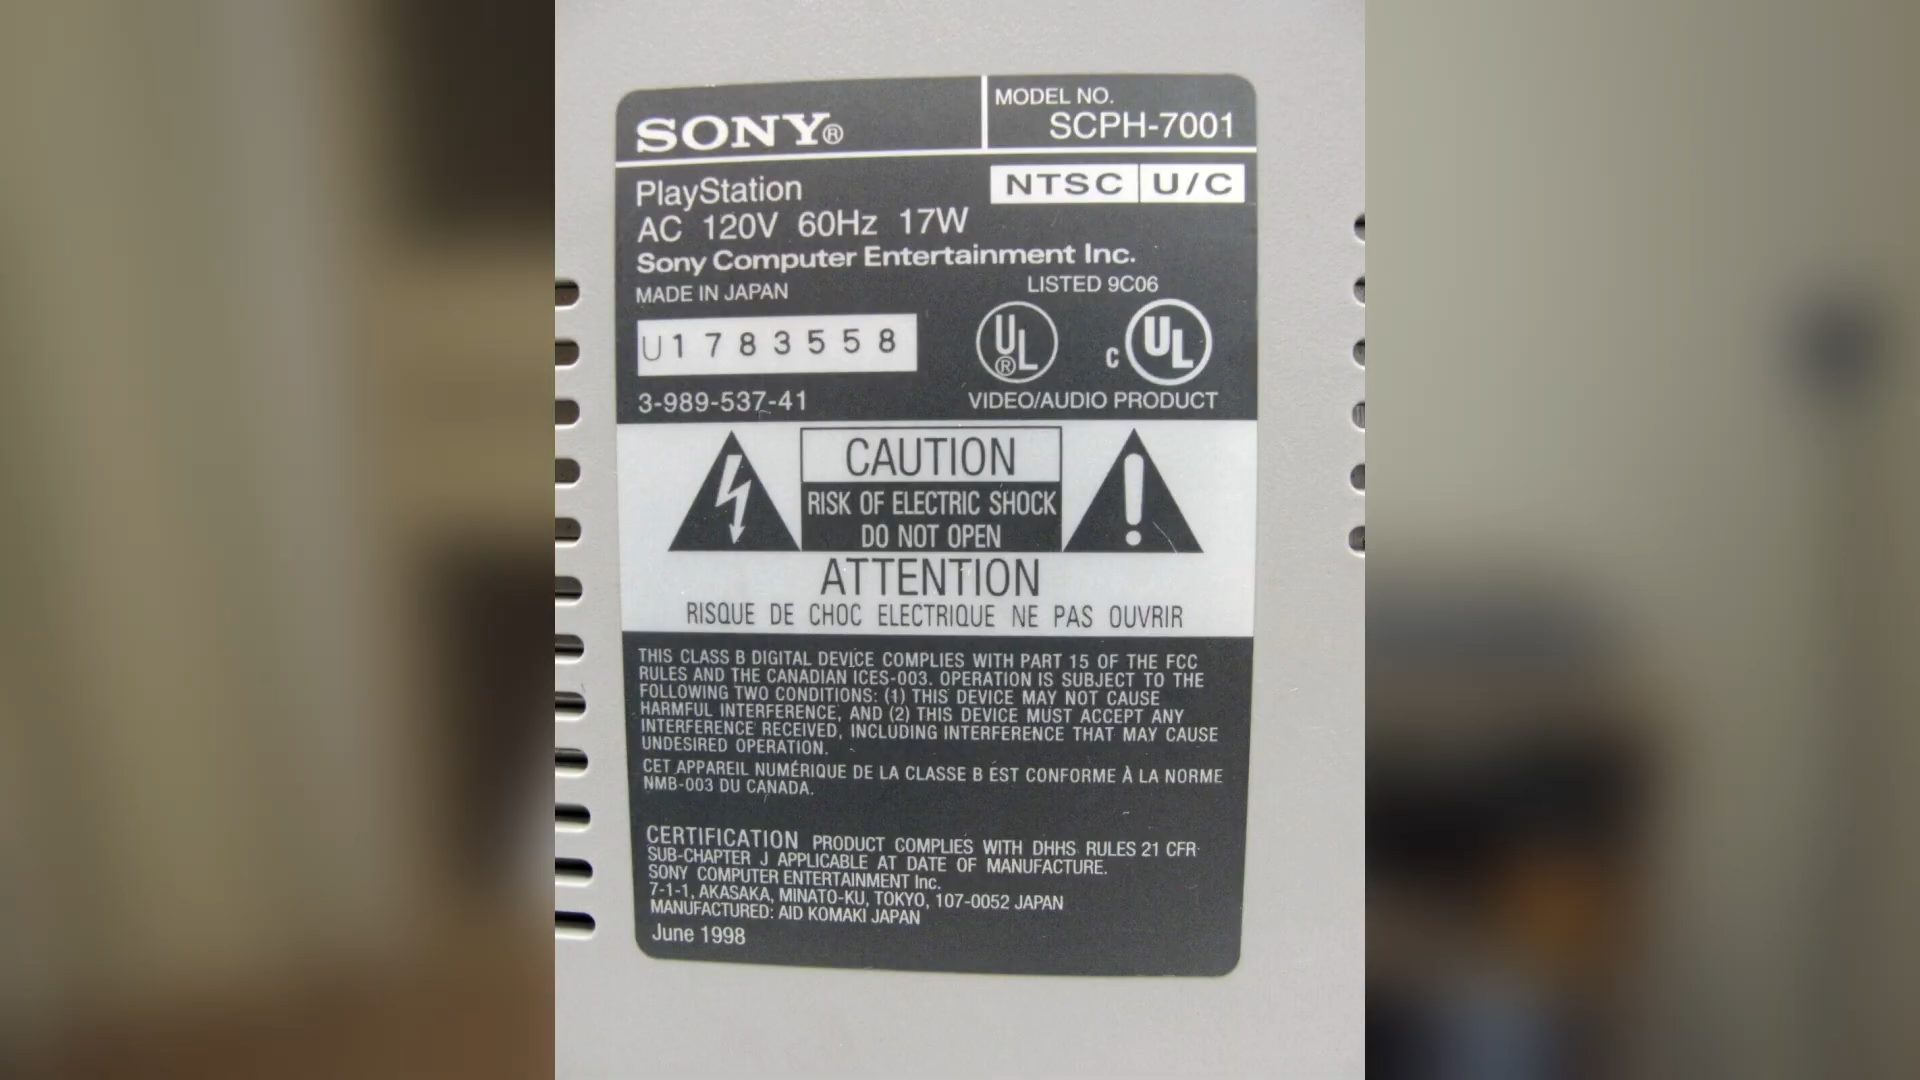 SONY®
MODEL NO.
SCPH-7001
PlayStation
NTSC U/C
AC 120V 60Hz 17W
Sony Computer Entertainment Inc.
MADE IN JAPAN
LISTED 9C06
U1783558
UL® c UL
3-989-537-41
VIDEO/AUDIO PRODUCT
CAUTION
RISK OF ELECTRIC SHOCK
DO NOT OPEN
ATTENTION
RISQUE DE CHOC ELECTRIQUE NE PAS OUVRIR
THIS CLASS B DIGITAL DEVICE COMPLIES WITH PART 15 OF THE FCC
RULES AND THE CANADIAN ICES-003. OPERATION IS SUBJECT TO THE
FOLLOWING TWO CONDITIONS: (1) THIS DEVICE MAY NOT CAUSE
HARMFUL INTERFERENCE, AND (2) THIS DEVICE MUST ACCEPT ANY
INTERFERENCE RECEIVED, INCLUDING INTERFERENCE THAT MAY CAUSE
UNDESIRED OPERATION.
CET APPAREIL NUMÉRIQUE DE LA CLASSE B EST CONFORME À LA NORME
NMB-003 DU CANADA.
CERTIFICATION PRODUCT COMPLIES WITH DHHS RULES 21 CFR
SUB-CHAPTER J APPLICABLE AT DATE OF MANUFACTURE.
SONY COMPUTER ENTERTAINMENT Inc.
7-1-1, AKASAKA, MINATO-KU, TOKYO, 107-0052 JAPAN
MANUFACTURED: AID KOMAKI JAPAN
June 1998